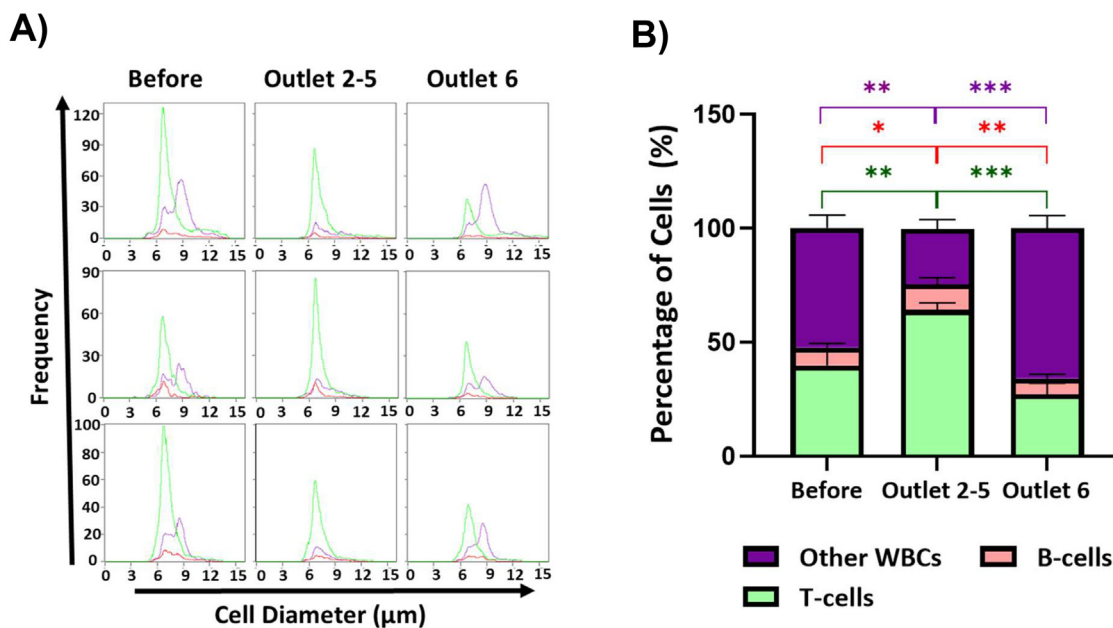 A)
B)
Before Outlet 2-5 Outlet 6
120
90
60
30
0
0 3 6 9 12 15 0 3 6 9 12 15 0 3 6 9 12 15
90
60
30
0
0 3 6 9 12 15 0 3 6 9 12 15 0 3 6 9 12 15
100
80
60
40
20
0
0 3 6 9 12 15 0 3 6 9 12 15 0 3 6 9 12 15
Frequency
Cell Diameter (µm)
** ***
* **
** ***
150
100
50
0
Percentage of Cells (%)
Before Outlet 2-5 Outlet 6
Other WBCs B-cells
T-cells